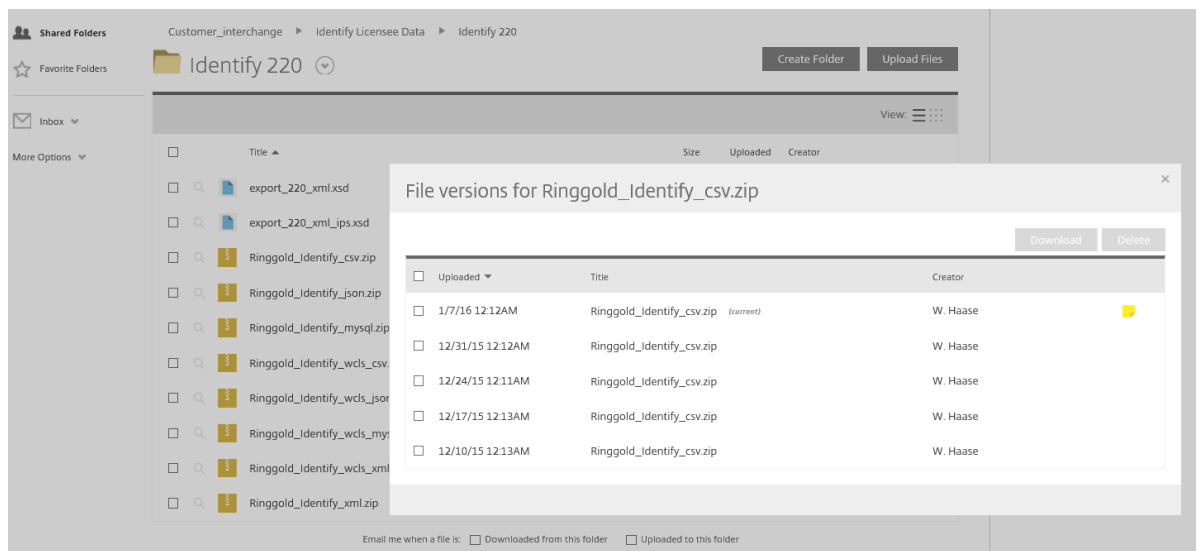 Shared Folders
Favorite Folders
Inbox
More Options
Customer_interchange Identify Licensee Data Identify 220
Identify 220
Create Folder Upload Files
View:
Title Size Uploaded Creator
export_220_xml.xsd
export_220_xml_ips.xsd
Ringgold_Identify_csv.zip
Ringgold_Identify_json.zip
Ringgold_Identify_mysql.zip
Ringgold_Identify_wcls_csv.
Ringgold_Identify_wcls_jsor
Ringgold_Identify_wcls_mys
Ringgold_Identify_wcls_xml
Ringgold_Identify_xml.zip
Email me when a file is: Downloaded from this folder Uploaded to this folder
File versions for Ringgold_Identify_csv.zip
Download Delete
Uploaded Title Creator
1/7/16 12:12AM Ringgold_Identify_csv.zip (current) W. Haase
12/31/15 12:12AM Ringgold_Identify_csv.zip W. Haase
12/24/15 12:11AM Ringgold_Identify_csv.zip W. Haase
12/17/15 12:13AM Ringgold_Identify_csv.zip W. Haase
12/10/15 12:13AM Ringgold_Identify_csv.zip W. Haase